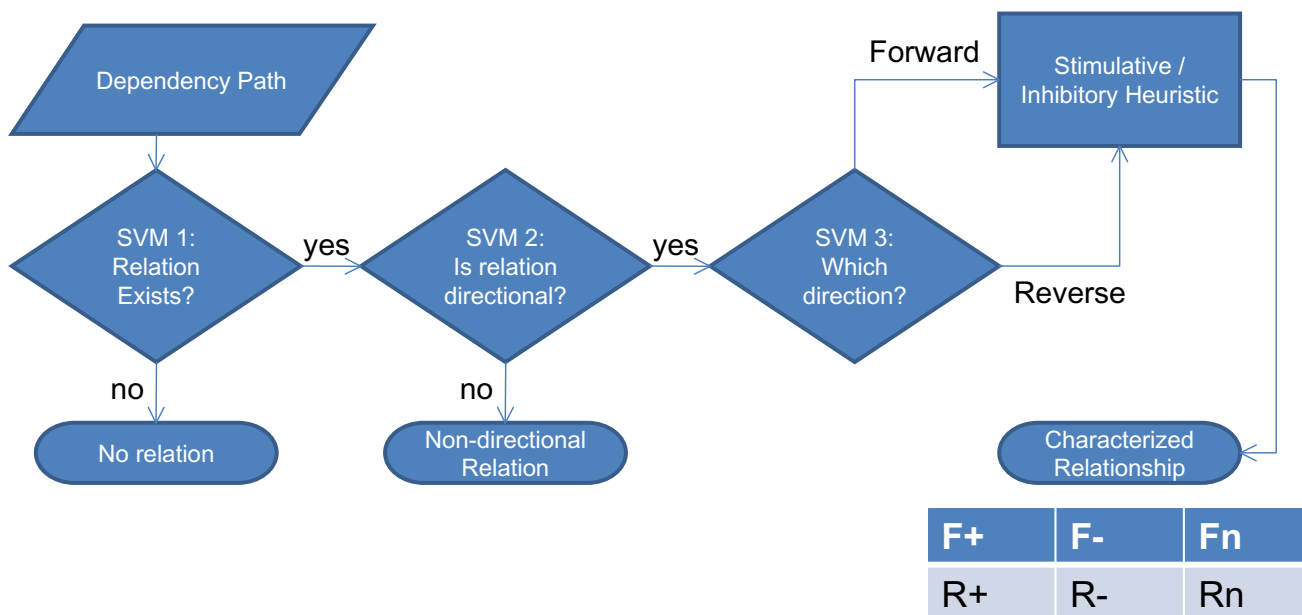 Dependency Path
Forward
Stimulative /
Inhibitory Heuristic
SVM 1:
Relation
Exists?
yes
SVM 2:
Is relation
directional?
yes
SVM 3:
Which
direction?
Reverse
no
No relation
no
Non-directional
Relation
Characterized
Relationship
F+ F- Fn
R+ R- Rn